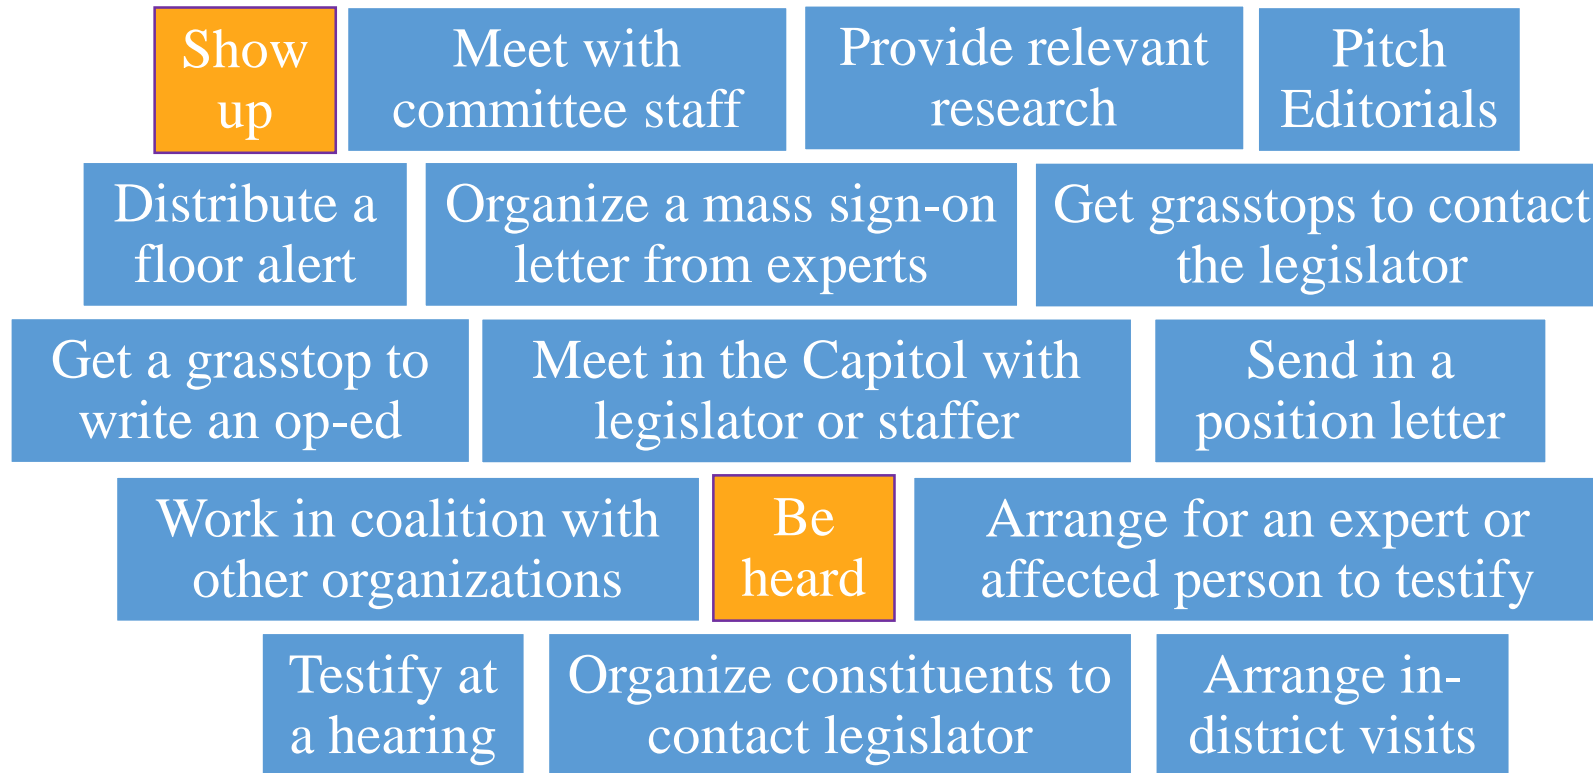 Show
up
Meet with
committee staff
Provide relevant
research
Pitch
Editorials
Distribute a
floor alert
Organize a mass sign-on
letter from experts
Get grasstops to contact
the legislator
Get a grasstop to
write an op-ed
Meet in the Capitol with
legislator or staffer
Send in a
position letter
Work in coalition with
other organizations
Be
heard
Arrange for an expert or
affected person to testify
Testify at
a hearing
Organize constituents to
contact legislator
Arrange in-
district visits